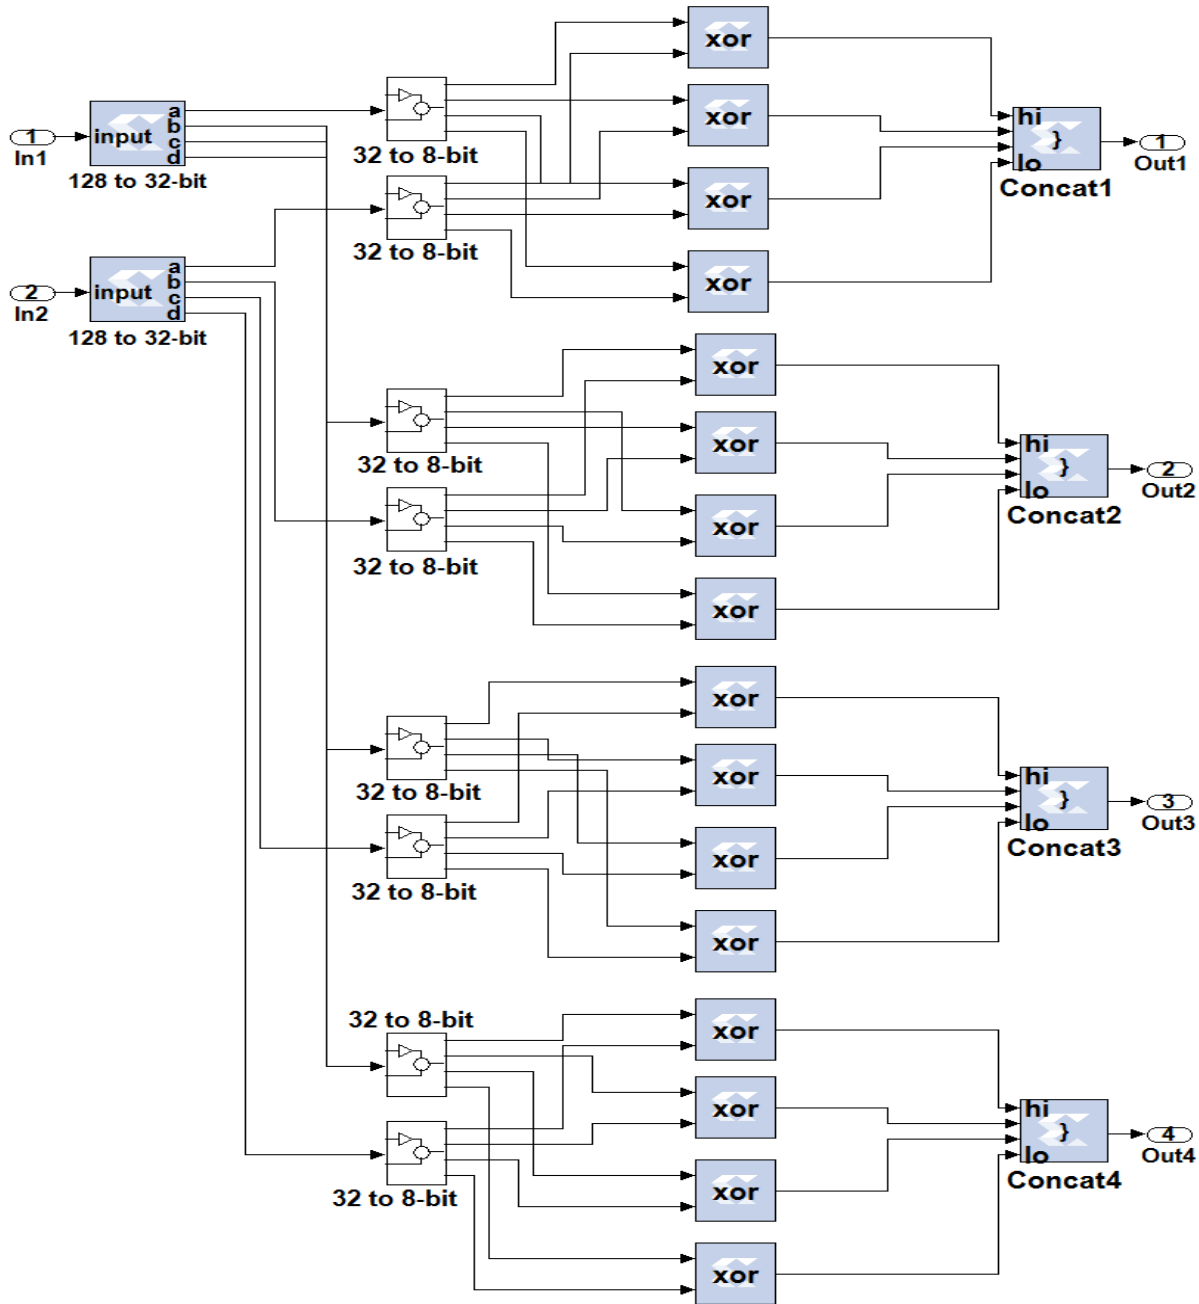 xor
1
In1
input
a
b
c
d
128 to 32-bit
32 to 8-bit
xor
hi
}
lo
Concat1
1
Out1
32 to 8-bit
xor
2
In2
input
a
b
c
d
128 to 32-bit
xor
32 to 8-bit
xor
32 to 8-bit
xor
hi
}
lo
Concat2
2
Out2
xor
xor
32 to 8-bit
xor
32 to 8-bit
xor
hi
}
lo
Concat3
3
Out3
xor
xor
32 to 8-bit
xor
32 to 8-bit
xor
hi
}
lo
Concat4
4
Out4
xor
xor